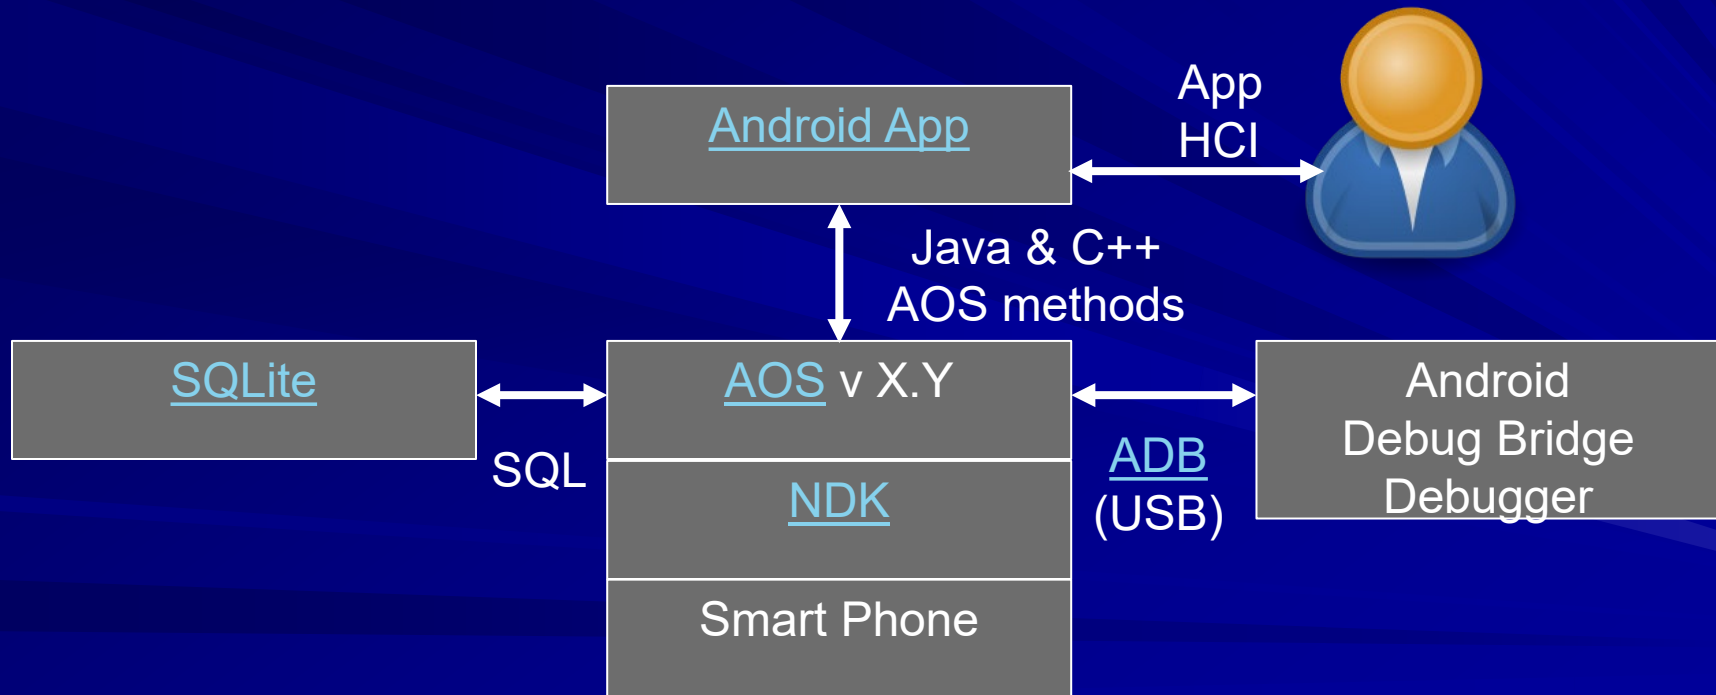 App
HCI
Android App
Java & C++
AOS methods
SQLite
AOS v X.Y
Android
Debug Bridge
Debugger
SQL
ADB
(USB)
NDK
Smart Phone